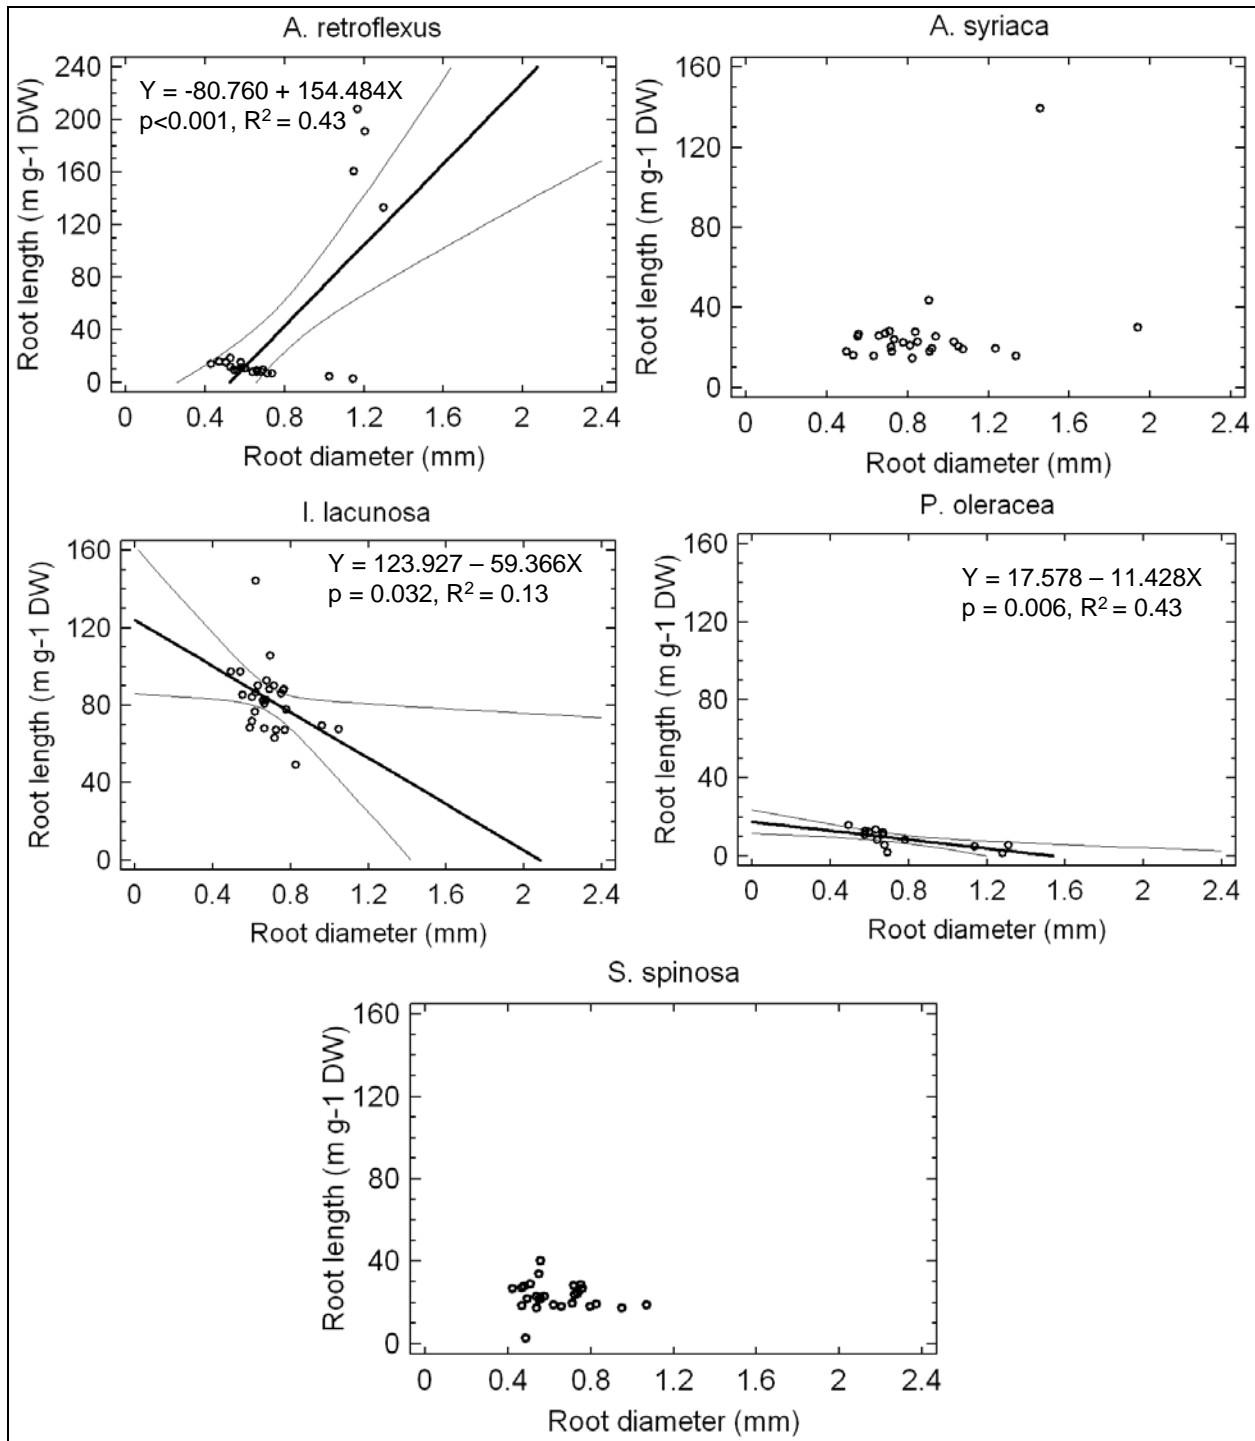 A. retroflexus
Root length (m g-1 DW)
240
200
160
120
80
40
0
Y = -80.760 + 154.484X
p<0.001, R² = 0.43
0 0.4 0.8 1.2 1.6 2 2.4
Root diameter (mm)
A. syriaca
Root length (m g-1 DW)
160
120
80
40
0
0 0.4 0.8 1.2 1.6 2 2.4
Root diameter (mm)
I. lacunosa
Root length (m g-1 DW)
160
120
80
40
0
Y = 123.927 – 59.366X
p = 0.032, R² = 0.13
0 0.4 0.8 1.2 1.6 2 2.4
Root diameter (mm)
P. oleracea
Root length (m g-1 DW)
160
120
80
40
0
Y = 17.578 – 11.428X
p = 0.006, R² = 0.43
0 0.4 0.8 1.2 1.6 2 2.4
Root diameter (mm)
S. spinosa
Root length (m g-1 DW)
160
120
80
40
0
0 0.4 0.8 1.2 1.6 2 2.4
Root diameter (mm)